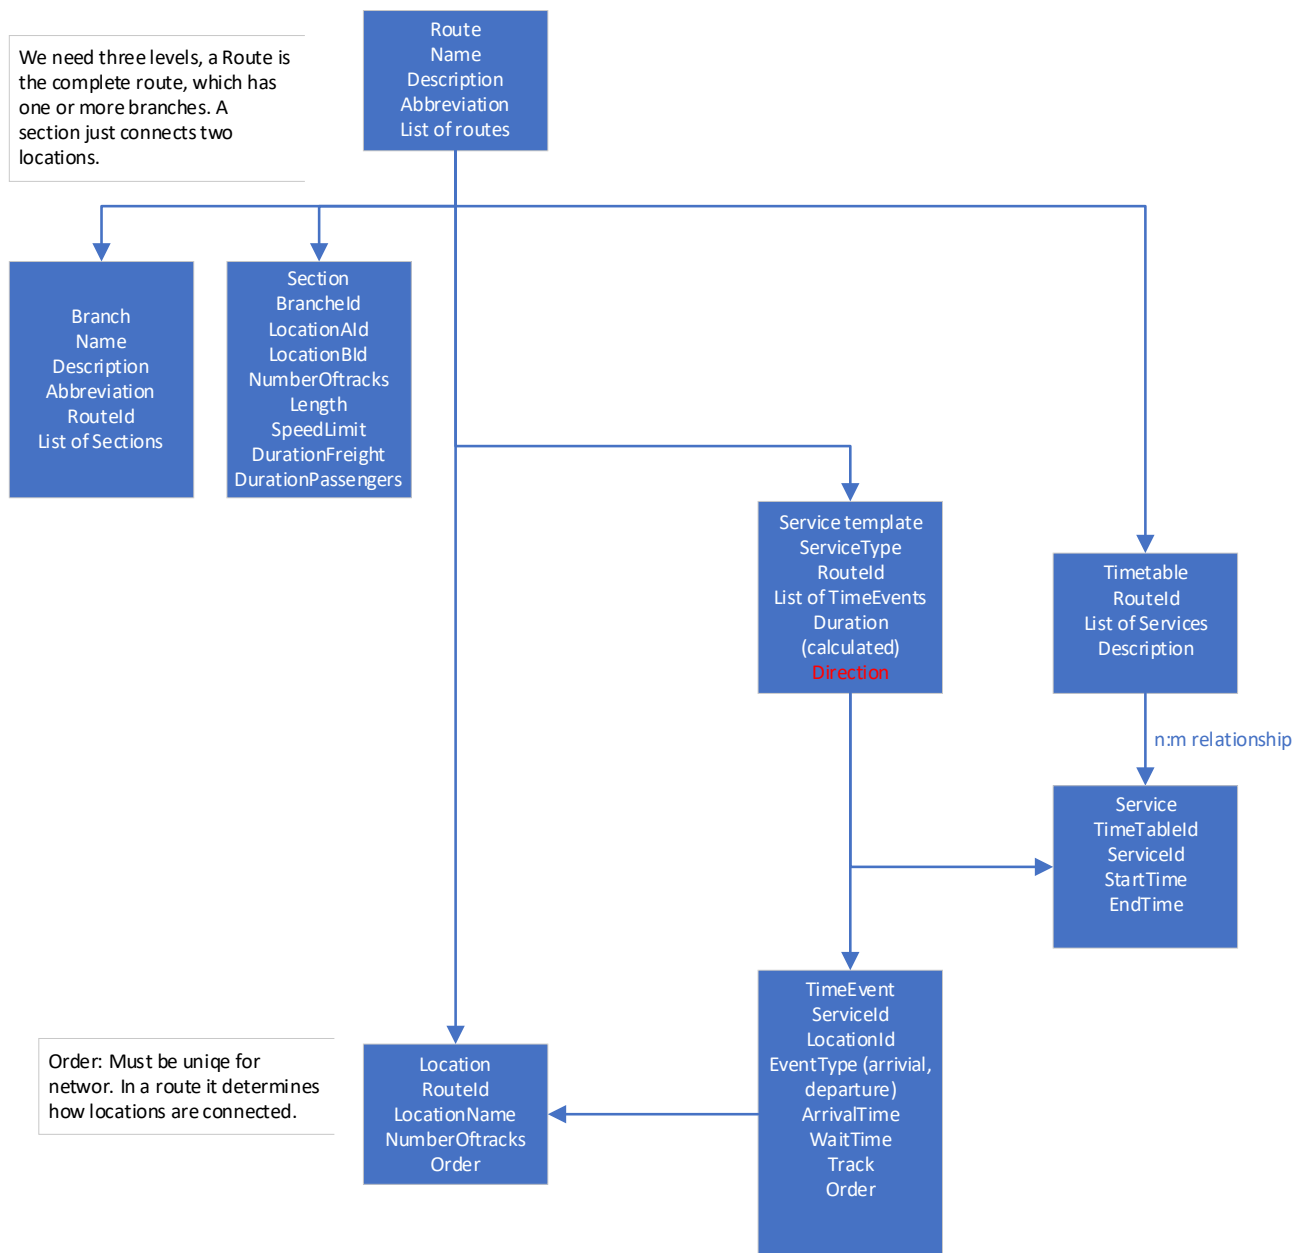 We need three levels, a Route is
the complete route, which has
one or more branches. A
section just connects two
locations.
Route
Name
Description
Abbreviation
List of routes
Branch
Name
Description
Abbreviation
RouteId
List of Sections
Section
BrancheId
LocationAId
LocationBId
NumberOftracks
Length
SpeedLimit
DurationFreight
DurationPassengers
Service template
ServiceType
RouteId
List of TimeEvents
Duration
(calculated)
Direction
Timetable
RouteId
List of Services
Description
n:m relationship
Service
TimeTableId
ServiceId
StartTime
EndTime
TimeEvent
ServiceId
LocationId
EventType (arrivial,
departure)
ArrivalTime
WaitTime
Track
Order
Order: Must be uniqe for
networ. In a route it determines
how locations are connected.
Location
RouteId
LocationName
NumberOftracks
Order